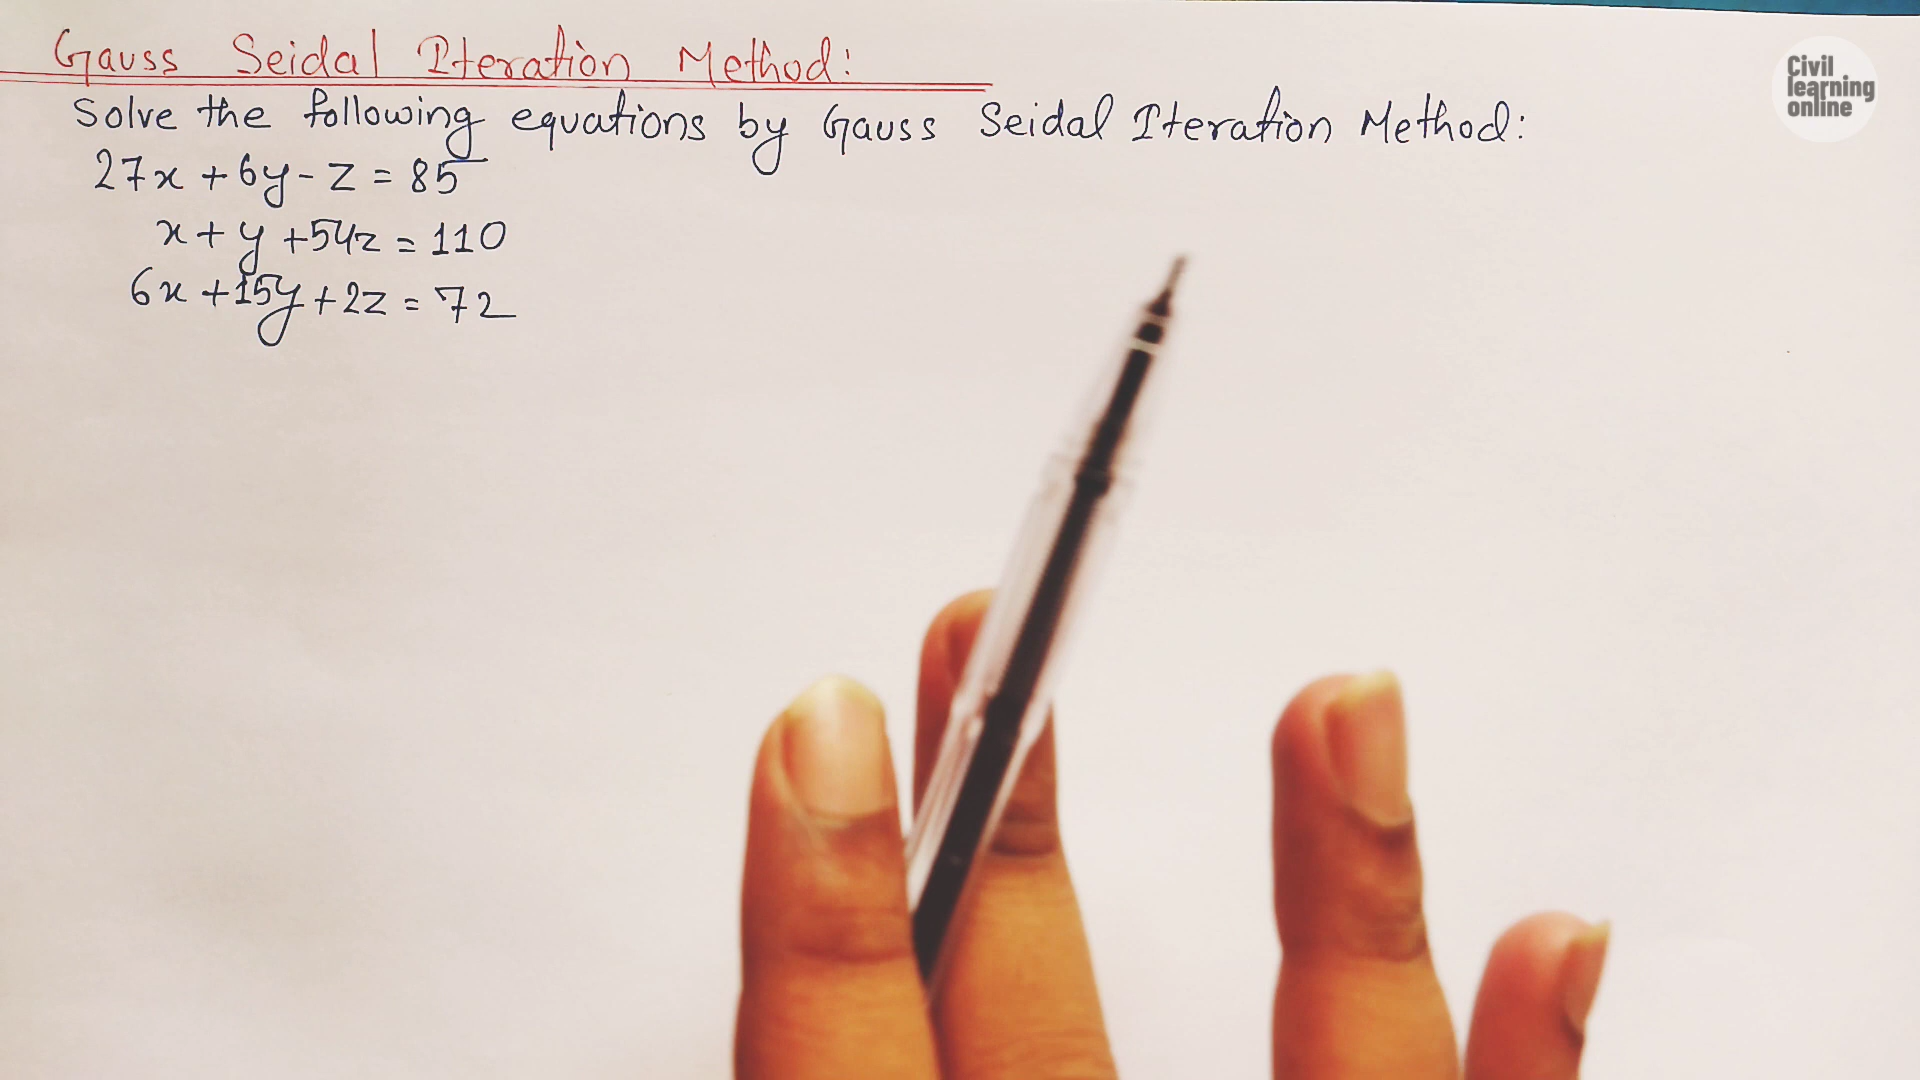 Gauss Seidal Iteration Method:
Solve the following equations by Gauss Seidal Iteration Method:
27x + 6y - z = 85
x + y + 54z = 110
6x + 15y + 2z = 72
Civil
learning
online